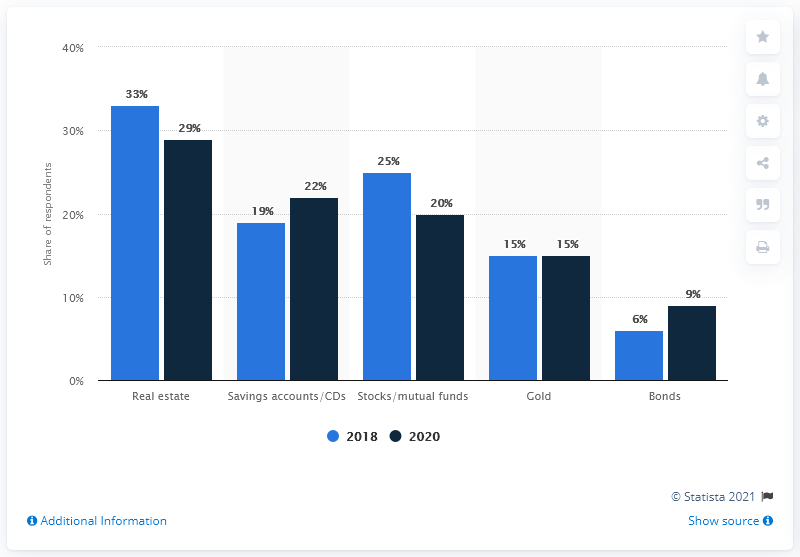 40%
30%
20%
10%
0%
Share of respondents
33%
29%
19%
22%
25%
20%
15%
15%
6%
9%
Real estate
Savings accounts/CDs
Stocks/mutual funds
Gold
Bonds
2018
2020
© Statista 2021
Additional Information
Show source